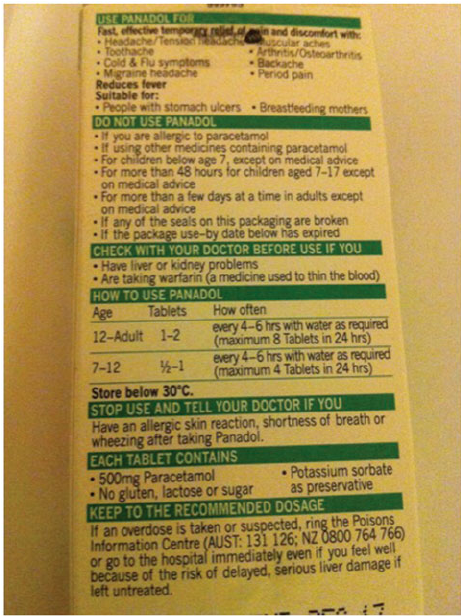 USE PANADOL FOR
Fast, effective temporary relief of pain and discomfort with:
• Headache/Tension headache • Muscular aches
• Toothache • Arthritis/Osteoarthritis
• Cold & Flu symptoms • Backache
• Migraine headache • Period pain
Reduces fever
Suitable for:
• People with stomach ulcers • Breastfeeding mothers
DO NOT USE PANADOL
• If you are allergic to paracetamol
• If using other medicines containing paracetamol
• For children below age 7, except on medical advice
• For more than 48 hours for children aged 7-17 except
on medical advice
• For more than a few days at a time in adults except
on medical advice
• If any of the seals on this packaging are broken
• If the package use-by date below has expired
CHECK WITH YOUR DOCTOR BEFORE USE IF YOU
• Have liver or kidney problems
• Are taking warfarin (a medicine used to thin the blood)
HOW TO USE PANADOL
Age Tablets How often
12-Adult 1-2 every 4-6 hrs with water as required
(maximum 8 Tablets in 24 hrs)
7-12 ½-1 every 4-6 hrs with water as required
(maximum 4 Tablets in 24 hrs)
Store below 30°C.
STOP USE AND TELL YOUR DOCTOR IF YOU
Have an allergic skin reaction, shortness of breath or
wheezing after taking Panadol.
EACH TABLET CONTAINS
• 500mg Paracetamol • Potassium sorbate
• No gluten, lactose or sugar as preservative
KEEP TO THE RECOMMENDED DOSAGE
If an overdose is taken or suspected, ring the Poisons
Information Centre (AUST: 131 126; NZ 0800 764 766)
or go to the hospital immediately even if you feel well
because of the risk of delayed, serious liver damage if
left untreated.